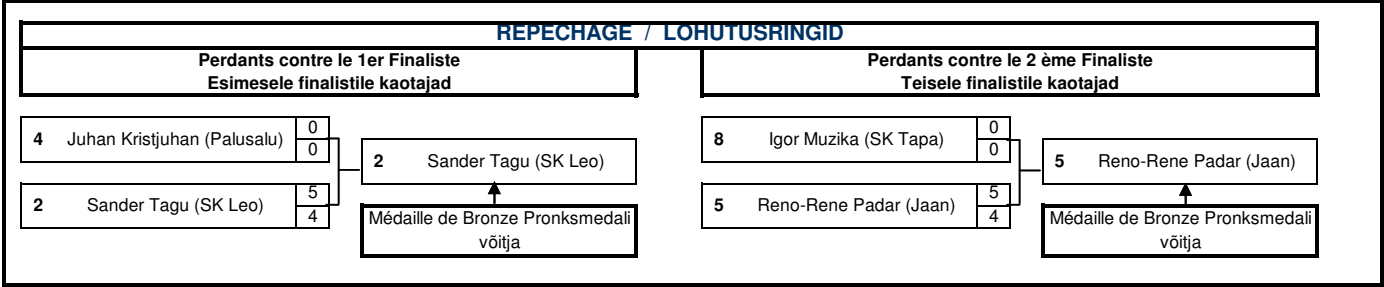 REPECHAGE / LOHUTUSRINGID
Perdants contre le 1er Finaliste
Esimesele finalistile kaotajad
Perdants contre le 2 ème Finaliste
Teisele finalistile kaotajad
4 Juhan Kristjuhan (Palusalu) 0
0
2 Sander Tagu (SK Leo)
2 Sander Tagu (SK Leo) 5
4
Médaille de Bronze Pronksmedali
võitja
8 Igor Muzika (SK Tapa) 0
0
5 Reno-Rene Padar (Jaan)
5 Reno-Rene Padar (Jaan) 5
4
Médaille de Bronze Pronksmedali
võitja